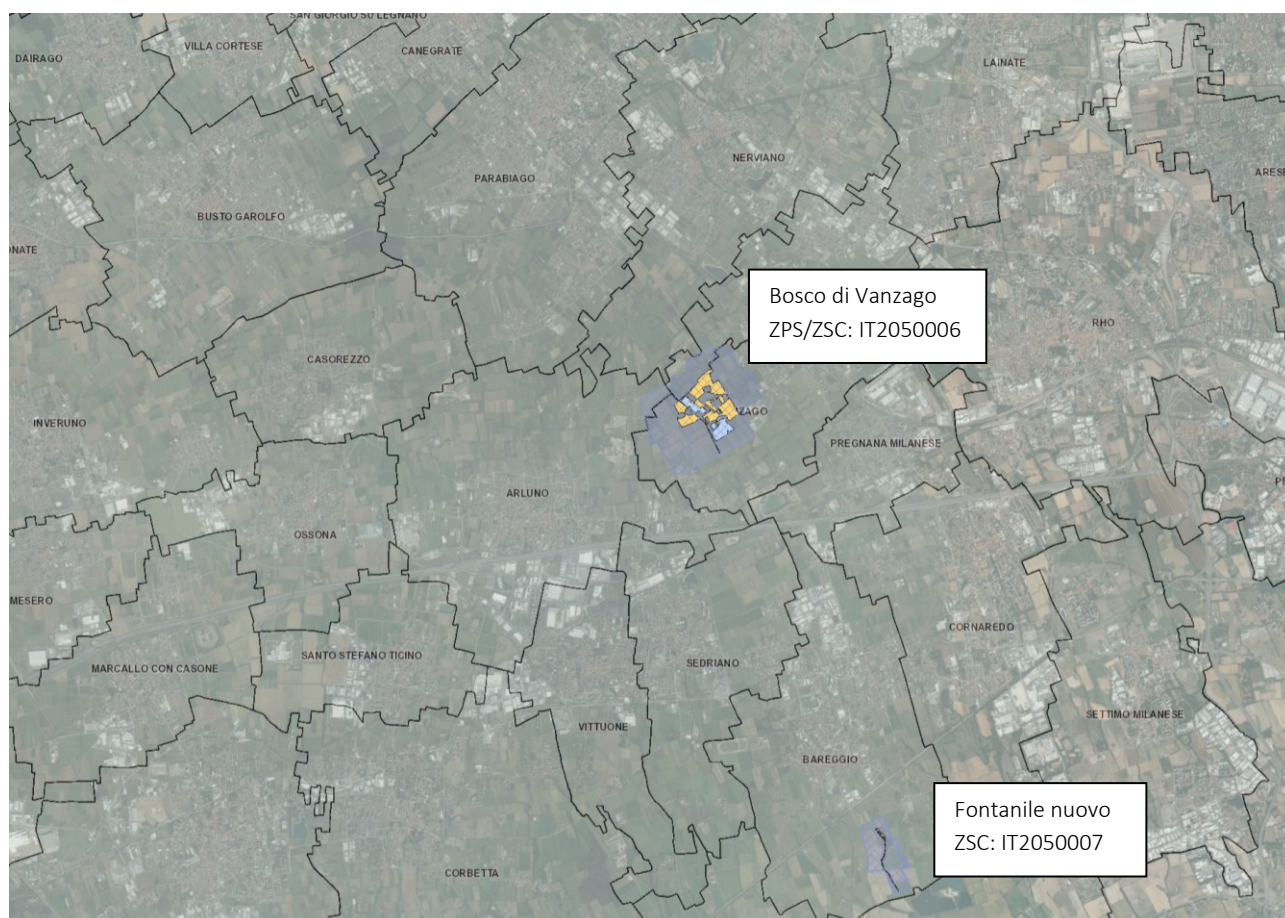 SAN GIORGIO SU LEGNANO
VILLA CORTESE
CANEGRATE
DAIRAGO
LAINATE
NERVIANO
ARESE
PARABIAGO
BUSTO GAROLFO
ONATE
Bosco di Vanzago
ZPS/ZSC: IT2050006
RHO
CASOREZZO
ZAGO
INVERUNO
PREGNANA MILANESE
ARLUNO
OSSONA
MESERO
CORNAREDO
SANTO STEFANO TICINO
MARCALLO CON CASONE
SEDRIANO
SETTIMO MILANESE
VITTUONE
BAREGGIO
Fontanile nuovo
ZSC: IT2050007
CORBETTA